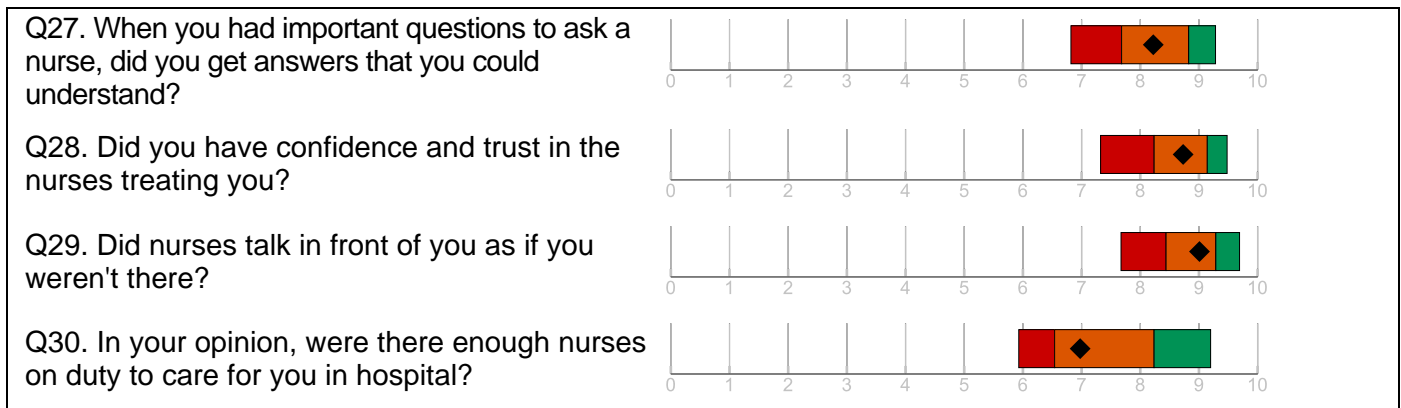 Q27. When you had important questions to ask a
nurse, did you get answers that you could
understand?
0 1 2 3 4 5 6 7 8 9 10
Q28. Did you have confidence and trust in the
nurses treating you?
0 1 2 3 4 5 6 7 8 9 10
Q29. Did nurses talk in front of you as if you
weren't there?
0 1 2 3 4 5 6 7 8 9 10
Q30. In your opinion, were there enough nurses
on duty to care for you in hospital?
0 1 2 3 4 5 6 7 8 9 10